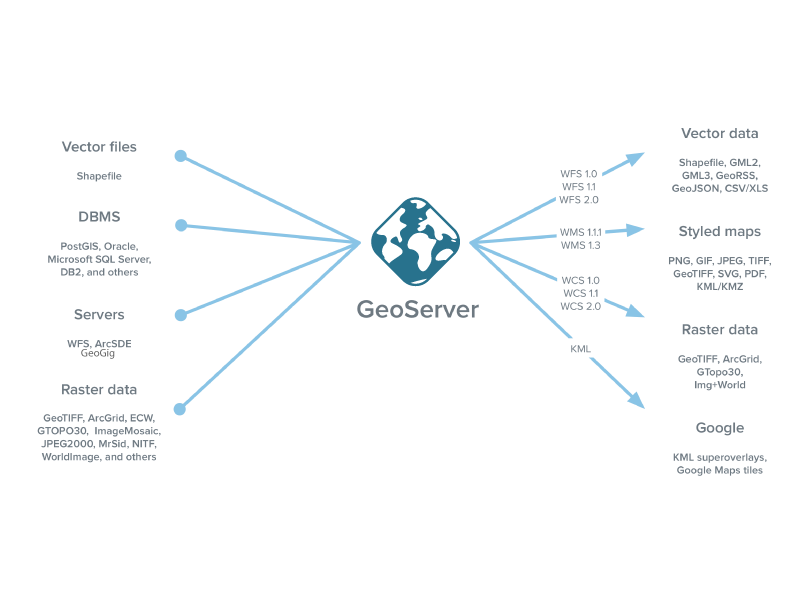 Vector files
Shapefile
DBMS
PostGIS, Oracle,
Microsoft SQL Server,
DB2, and others
Servers
WFS, ArcSDE
GeoGig
Raster data
GeoTIFF, ArcGrid, ECW,
GTOPO30, ImageMosaic,
JPEG2000, MrSid, NITF,
WorldImage, and others
GeoServer
WFS 1.0
WFS 1.1
WFS 2.0
WMS 1.1.1
WMS 1.3
WCS 1.0
WCS 1.1
WCS 2.0
KML
Vector data
Shapefile, GML2,
GML3, GeoRSS,
GeoJSON, CSV/XLS
Styled maps
PNG, GIF, JPEG, TIFF,
GeoTIFF, SVG, PDF,
KML/KMZ
Raster data
GeoTIFF, ArcGrid,
GTopo30,
Img+World
Google
KML superoverlays,
Google Maps tiles